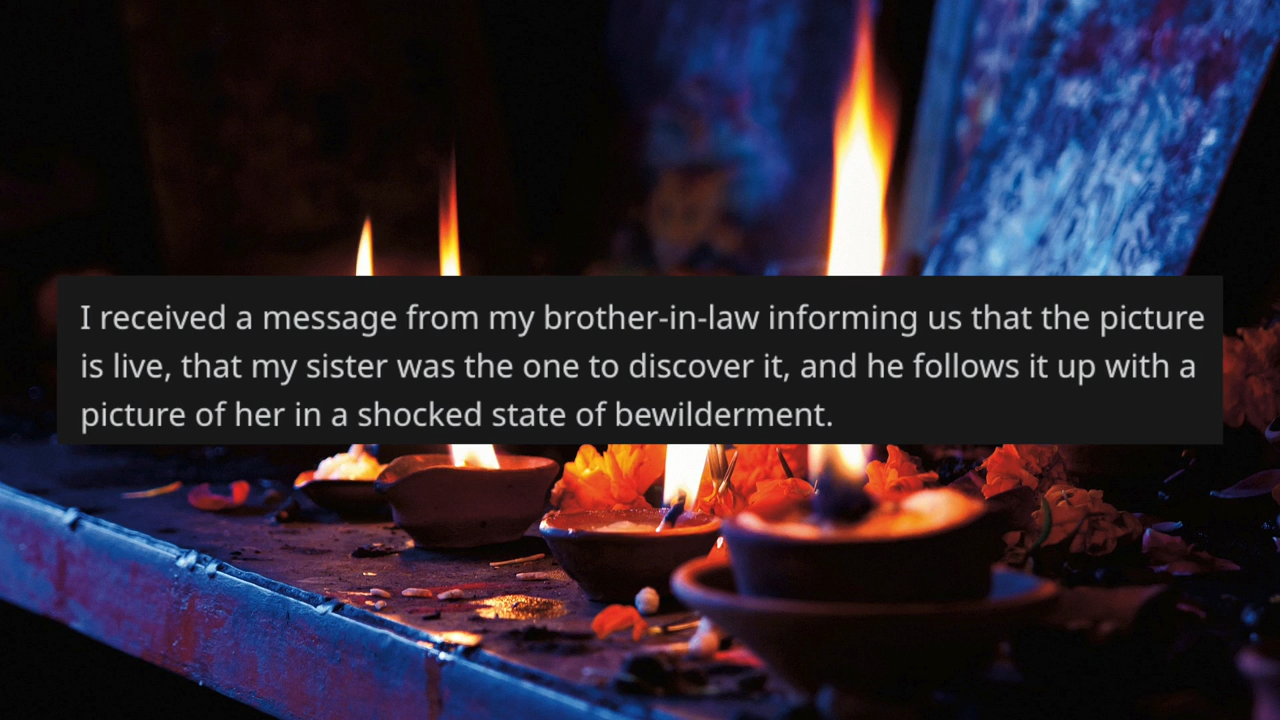 I received a message from my brother-in-law informing us that the picture
is live, that my sister was the one to discover it, and he follows it up with a
picture of her in a shocked state of bewilderment.